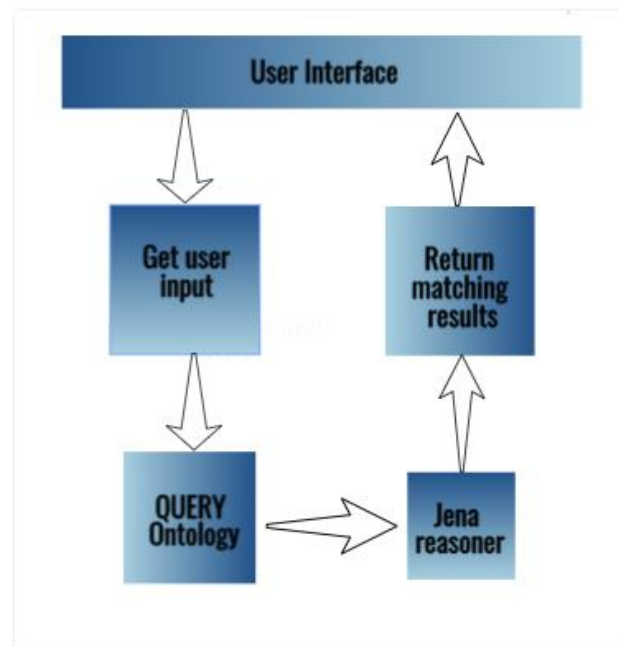 User Interface
Get user
input
Return
matching
results
QUERY
Ontology
Jena
reasoner